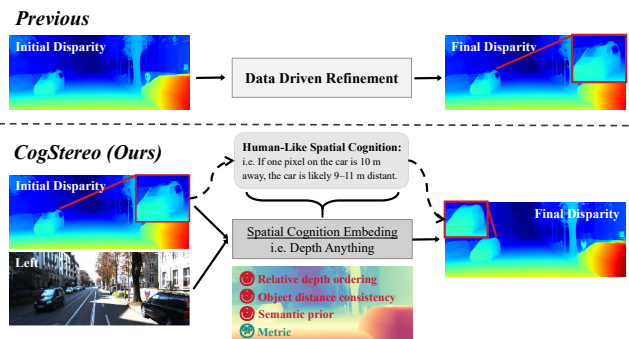 Previous
Initial Disparity
Data Driven Refinement
Final Disparity
CogStereo (Ours)
Human-Like Spatial Cognition:
i.e. If one pixel on the car is 10 m
away, the car is likely 9–11 m distant.
Initial Disparity
Final Disparity
Spatial Cognition Embeding
i.e. Depth Anything
Left
Relative depth ordering
Object distance consistency
Semantic prior
Metric